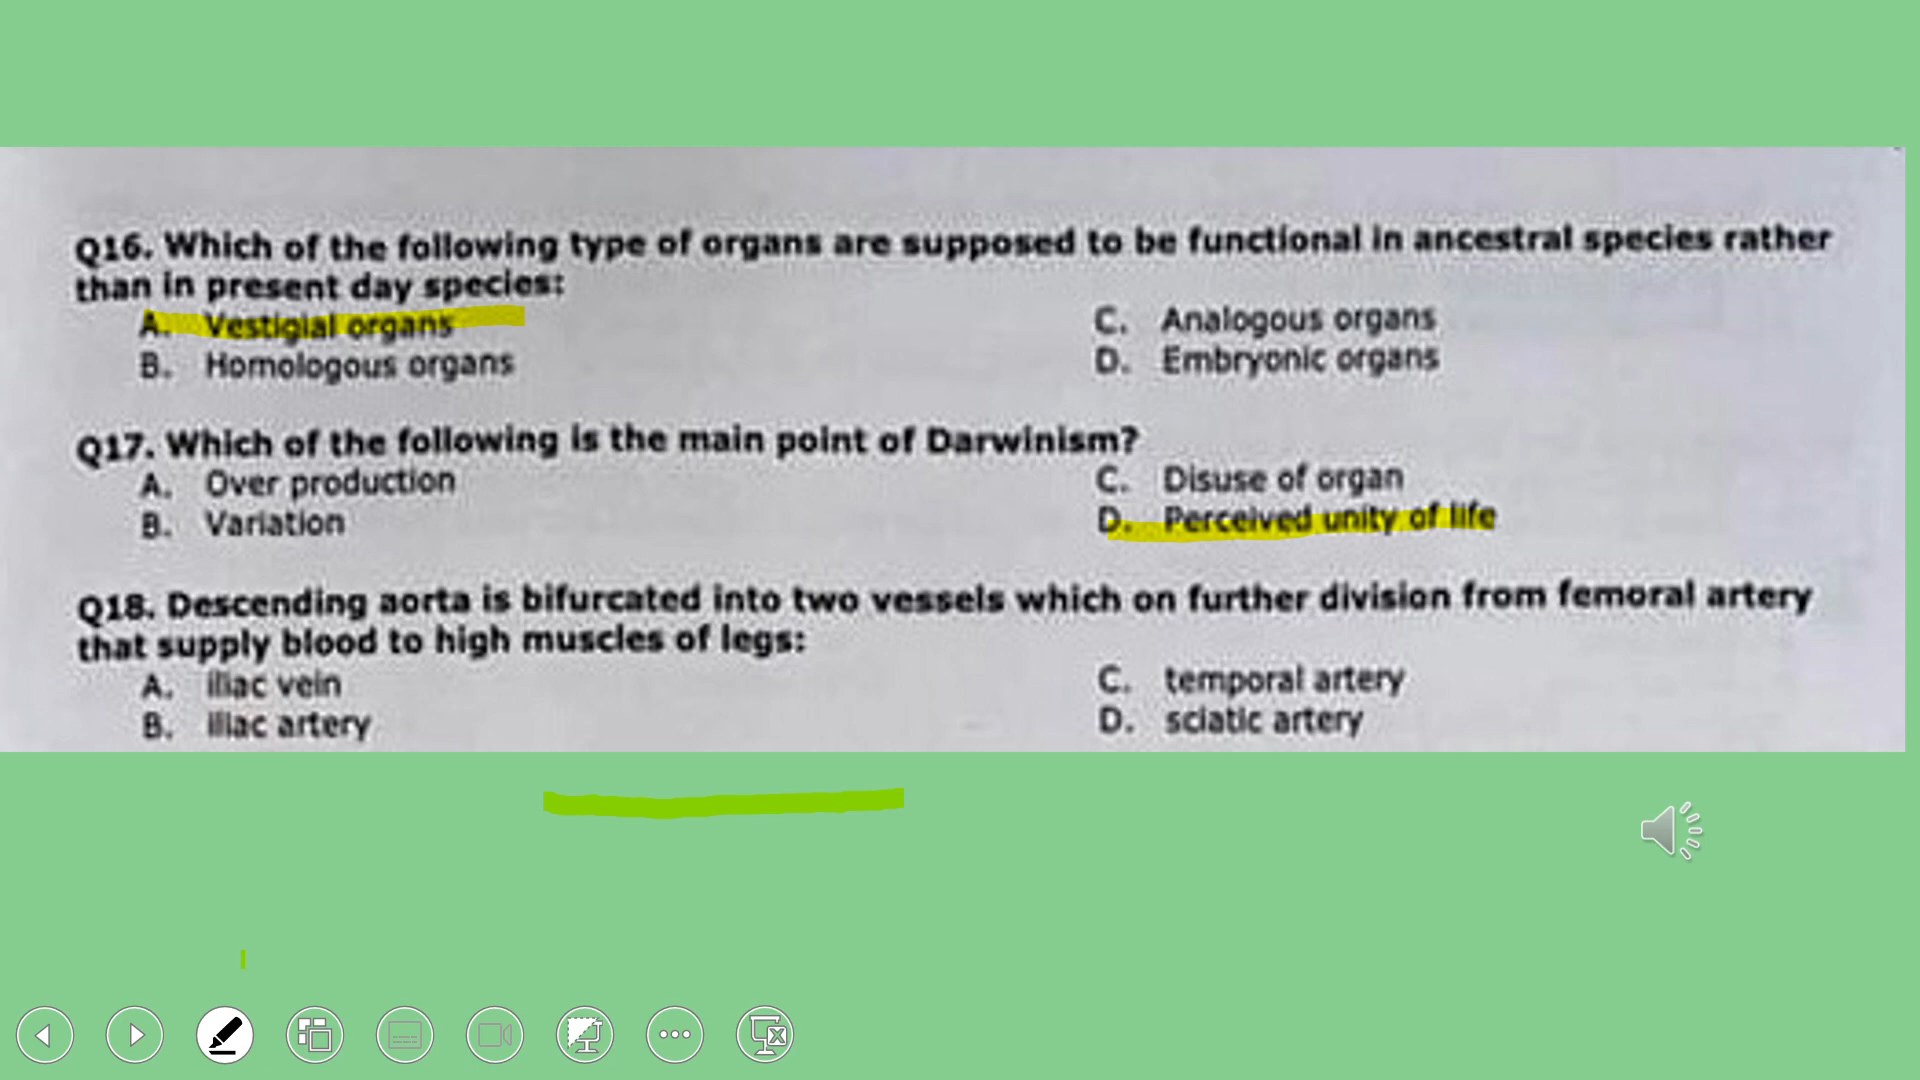 Q16. Which of the following type of organs are supposed to be functional in ancestral species rather
than in present day species:
A. Vestigial organs
B. Homologous organs
C. Analogous organs
D. Embryonic organs
Q17. Which of the following is the main point of Darwinism?
A. Over production
B. Variation
C. Disuse of organ
D. Perceived unity of life
Q18. Descending aorta is bifurcated into two vessels which on further division from femoral artery
that supply blood to high muscles of legs:
A. iliac vein
B. iliac artery
C. temporal artery
D. sciatic artery